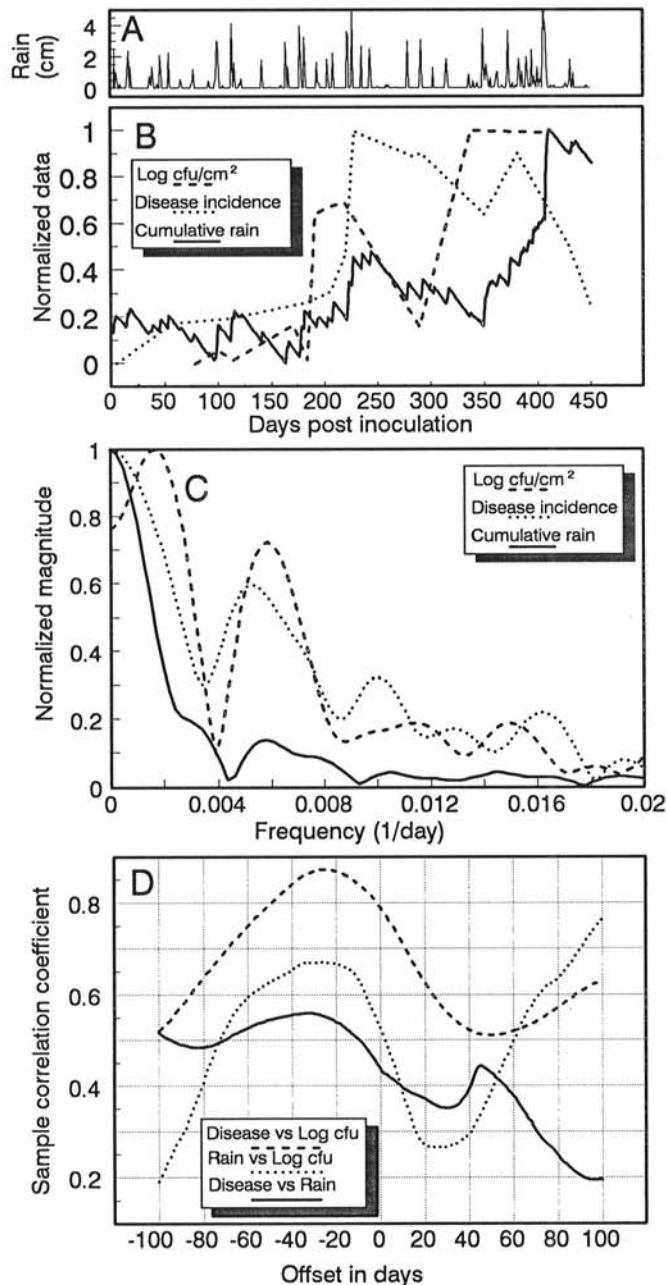 A
Rain
(cm)
4
2
0
B
Normalized data
1
0.8
0.6
0.4
0.2
0
Log cfu/cm²
Disease incidence
Cumulative rain
0 50 100 150 200 250 300 350 400 450
Days post inoculation
C
Normalized magnitude
1
0.8
0.6
0.4
0.2
0
Log cfu/cm²
Disease incidence
Cumulative rain
0 0.004 0.008 0.012 0.016 0.02
Frequency (1/day)
D
Sample correlation coefficient
0.8
0.6
0.4
0.2
Disease vs Log cfu
Rain vs Log cfu
Disease vs Rain
-100 -80 -60 -40 -20 0 20 40 60 80 100
Offset in days